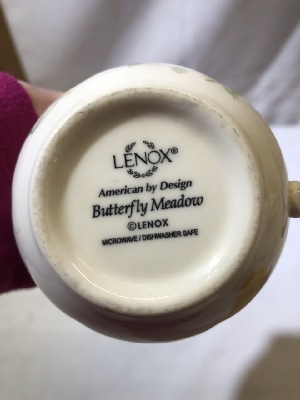 LENOX®
American by Design
Butterfly Meadow
©LENOX
MICROWAVE / DISHWASHER SAFE